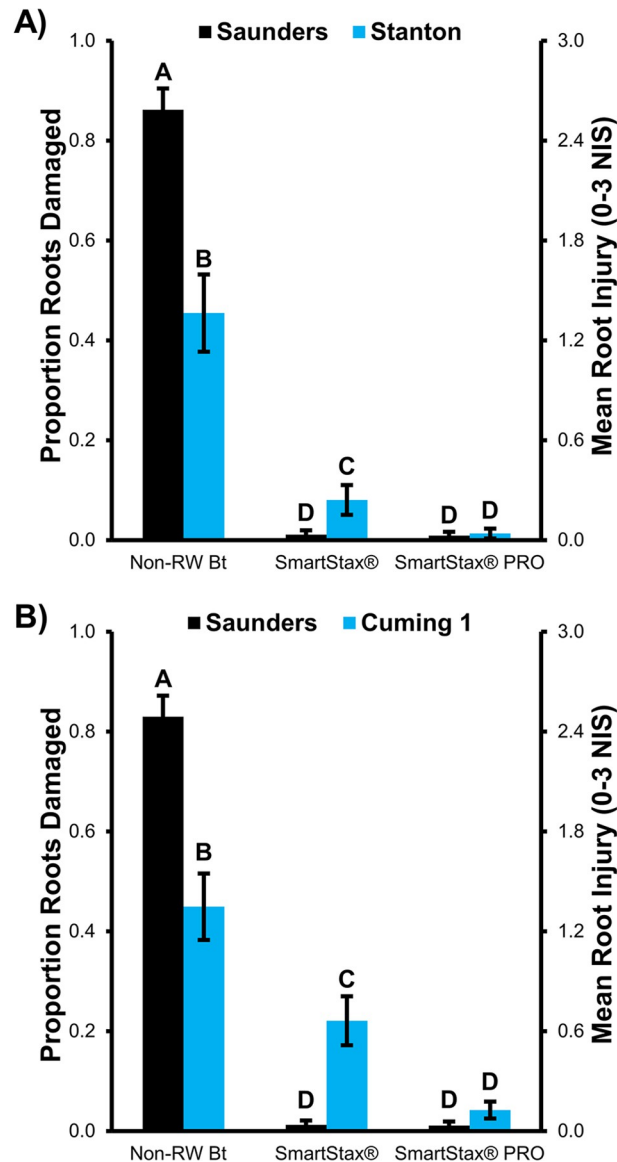 A)
Saunders Stanton
Proportion Roots Damaged
1.0
0.8
0.6
0.4
0.2
0.0
A
B
D
C
D
D
3.0
2.4
1.8
1.2
0.6
0.0
Mean Root Injury (0-3 NIS)
Non-RW Bt SmartStax® SmartStax® PRO
B)
Saunders Cuming 1
Proportion Roots Damaged
1.0
0.8
0.6
0.4
0.2
0.0
A
B
D
C
D
D
3.0
2.4
1.8
1.2
0.6
0.0
Mean Root Injury (0-3 NIS)
Non-RW Bt SmartStax® SmartStax® PRO